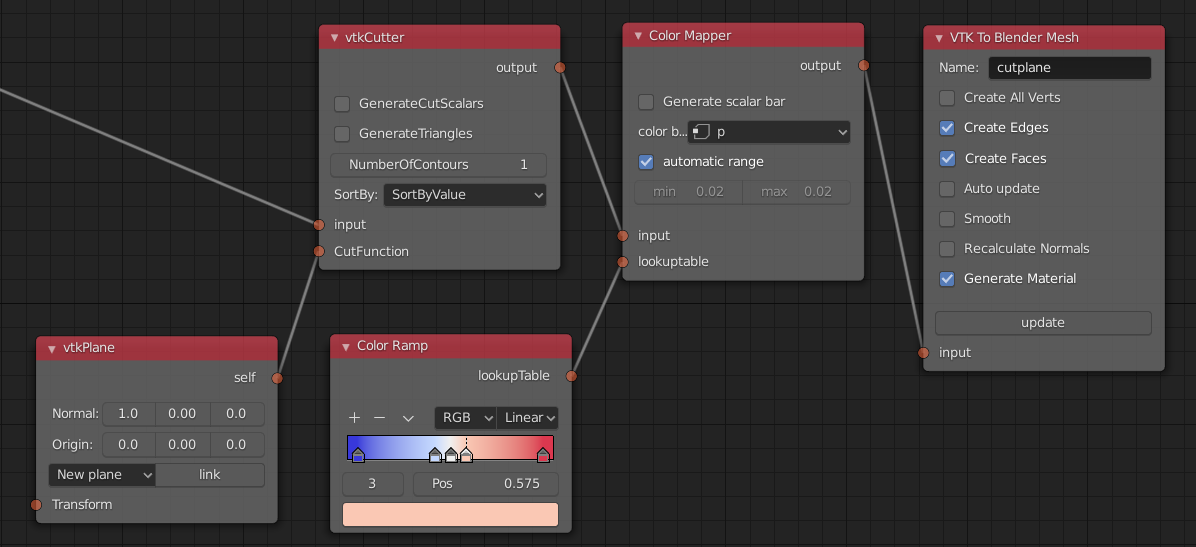 vtkCutter
output
GenerateCutScalars
GenerateTriangles
NumberOfContours 1
SortBy: SortByValue
input
CutFunction
Color Mapper
output
Generate scalar bar
color b... p
automatic range
min 0.02 max 0.02
input
lookuptable
VTK To Blender Mesh
Name: cutplane
Create All Verts
Create Edges
Create Faces
Auto update
Smooth
Recalculate Normals
Generate Material
update
input
vtkPlane
self
Normal: 1.0 0.00 0.0
Origin: 0.0 0.00 0.0
New plane link
Transform
Color Ramp
lookupTable
RGB Linear
3 Pos 0.575